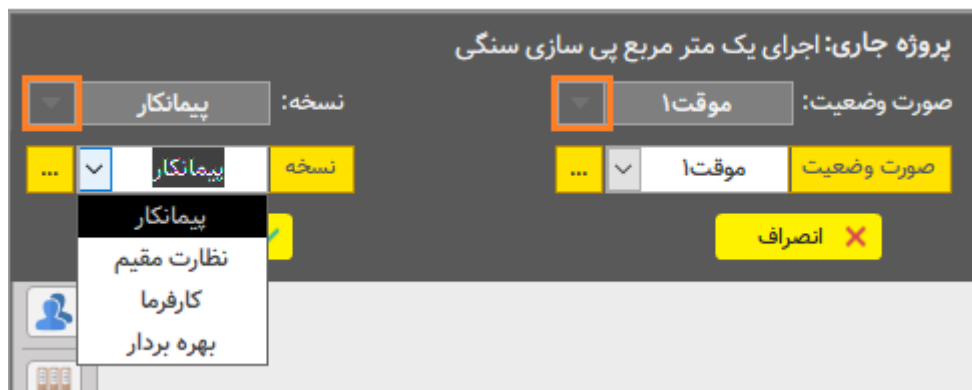 پروژه جاری: اجرای یک متر مربع پی سازی سنگی
صورت وضعیت: موقت۱ نسخه: پیمانکار
صورت وضعیت موقت۱ ... نسخه پیمانکار ...
انصراف
پیمانکار
نظارت مقیم
کارفرما
بهره بردار